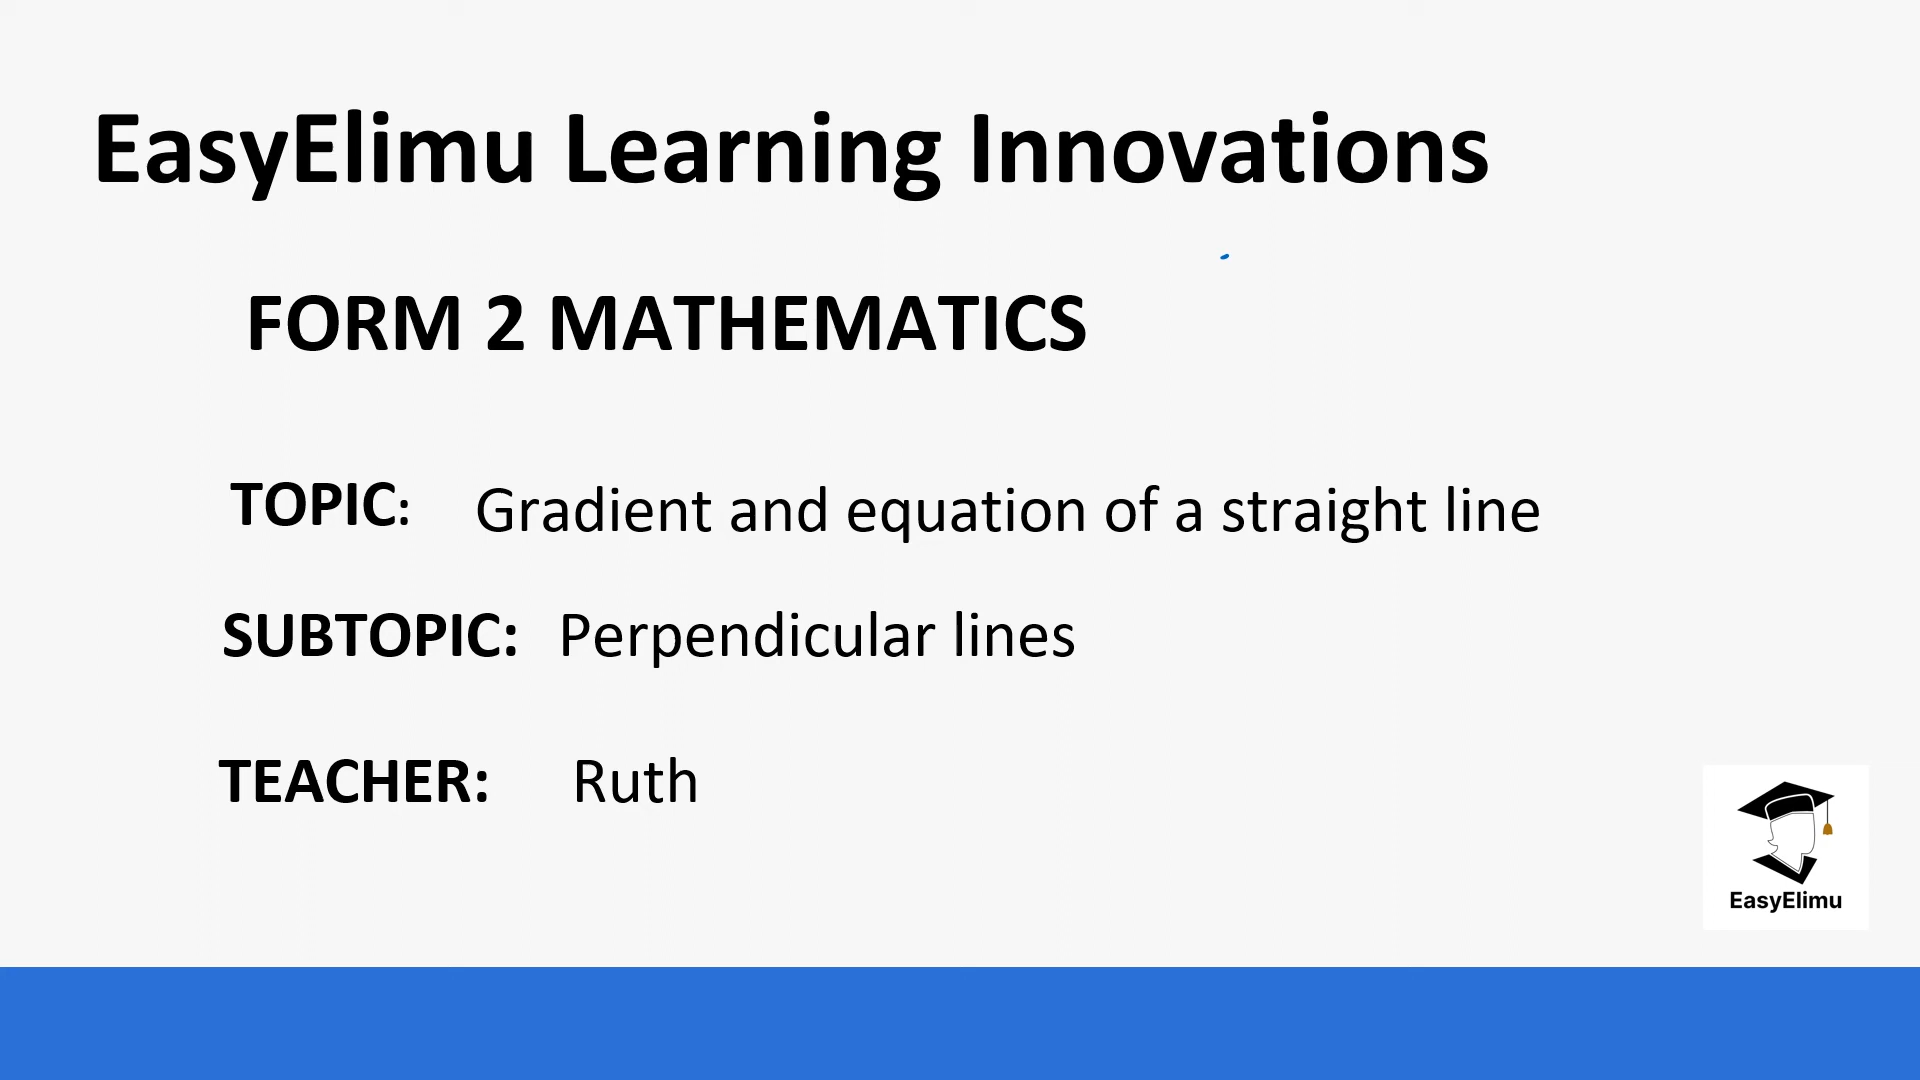 EasyElimu Learning Innovations
FORM 2 MATHEMATICS
TOPIC: Gradient and equation of a straight line
SUBTOPIC: Perpendicular lines
TEACHER: Ruth
EasyElimu